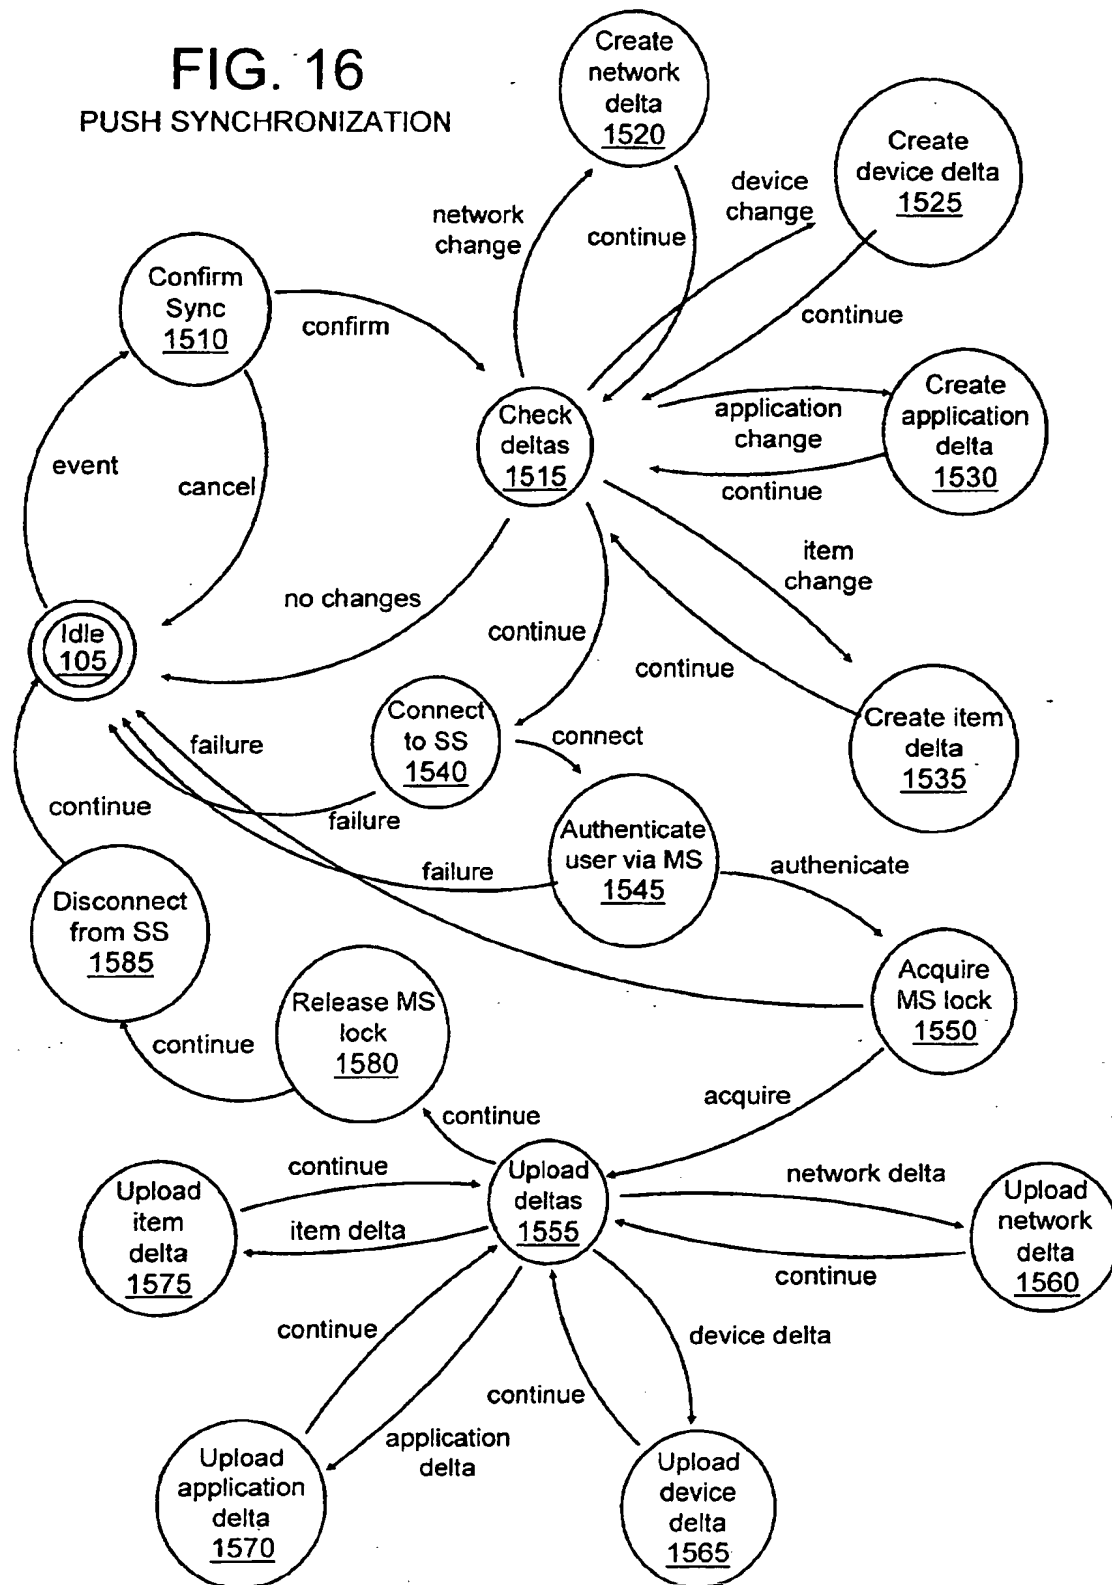 FIG. 16
PUSH SYNCHRONIZATION
Create
network
delta
1520
Create
device delta
1525
device
change
network
change
continue
Confirm
Sync
1510
confirm
continue
Create
application
delta
1530
application
change
continue
Check
deltas
1515
event
cancel
item
change
no changes
continue
continue
Idle
105
Create item
delta
1535
Connect
to SS
1540
connect
failure
failure
continue
Authenticate
user via MS
1545
failure
authenicate
Disconnect
from SS
1585
Acquire
MS lock
1550
Release MS
lock
1580
continue
acquire
continue
Upload
deltas
1555
continue
item delta
Upload
item
delta
1575
network delta
continue
Upload
network
delta
1560
continue
device delta
continue
application
delta
Upload
application
delta
1570
Upload
device
delta
1565